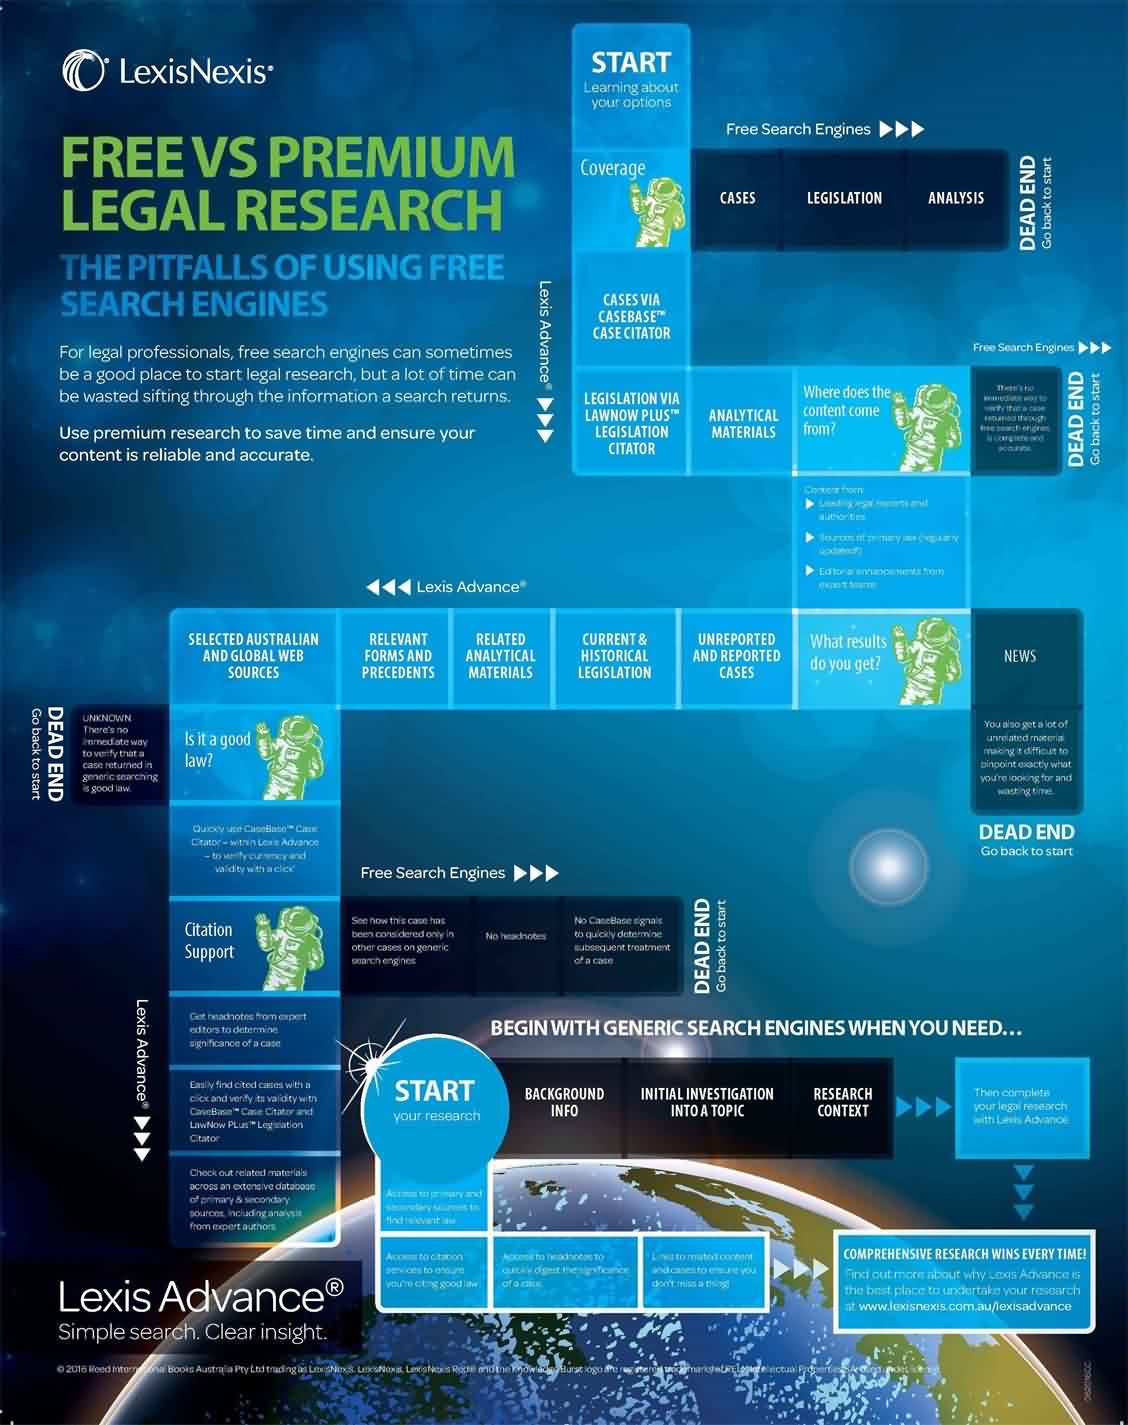 LexisNexis®
FREE VS PREMIUM
LEGAL RESEARCH
THE PITFALLS OF USING FREE
SEARCH ENGINES
For legal professionals, free search engines can sometimes
be a good place to start legal research, but a lot of time can
be wasted sifting through the information a search returns.
Use premium research to save time and ensure your
content is reliable and accurate.
START
Learning about
your options
Free Search Engines
Coverage
CASES
LEGISLATION
ANALYSIS
DEAD END
Go back to start
Lexis Advance®
CASES VIA
CASEBASE™
CASE CITATOR
LEGISLATION VIA
LAWNOW PLUS™
LEGISLATION
CITATOR
ANALYTICAL
MATERIALS
Where does the
content come
from?
Free Search Engines
There's no
immediate way to
verify that a case
returned through
free search engines
is complete and
accurate.
DEAD END
Go back to start
Content from:
Leading legal experts and
authorities
Sources of primary law (regularly
updated*)
Editorial enhancements from
expert teams
Lexis Advance®
SELECTED AUSTRALIAN
AND GLOBAL WEB
SOURCES
RELEVANT
FORMS AND
PRECEDENTS
RELATED
ANALYTICAL
MATERIALS
CURRENT &
HISTORICAL
LEGISLATION
UNREPORTED
AND REPORTED
CASES
What results
do you get?
NEWS
You also get a lot of
unrelated material
making it difficult to
pinpoint exactly what
you're looking for and
wasting time.
DEAD END
Go back to start
DEAD END
Go back to start
UNKNOWN
There's no
immediate way
to verify that a
case returned in
generic searching
is good law.
Is it a good
law?
Quickly use CaseBase™ Case
Citator – within Lexis Advance
– to verify currency and
validity with a click*
Free Search Engines
Citation
Support
See how this case has
been considered only in
other cases on generic
search engines
No headnotes
No CaseBase signals
to quickly determine
subsequent treatment
of a case
DEAD END
Go back to start
Lexis Advance®
Get headnotes from expert
editors to determine
significance of a case
Easily find cited cases with a
click and verify its validity with
CaseBase™ Case Citator and
LawNow PLus™ Legislation
Citator
Check out related materials
across an extensive database
of primary & secondary
sources, including analysis
from expert authors
BEGIN WITH GENERIC SEARCH ENGINES WHEN YOU NEED...
START
your research
BACKGROUND
INFO
INITIAL INVESTIGATION
INTO A TOPIC
RESEARCH
CONTEXT
Then complete
your legal research
with Lexis Advance
Access to primary and
secondary sources to
find relevant law
Access to citation
services to ensure
you're citing good law
Access to headnotes to
quickly digest the significance
of a case
Links to related content
and cases to ensure you
don't miss a thing!
COMPREHENSIVE RESEARCH WINS EVERY TIME!
Find out more about why Lexis Advance is
the best place to undertake your research
at www.lexisnexis.com.au/lexisadvance
Lexis Advance®
Simple search. Clear insight.
© 2016 Reed International Books Australia Pty Ltd trading as LexisNexis. LexisNexis, LexisNexis Red® and the Knowledge Burst logo are registered trademarks of